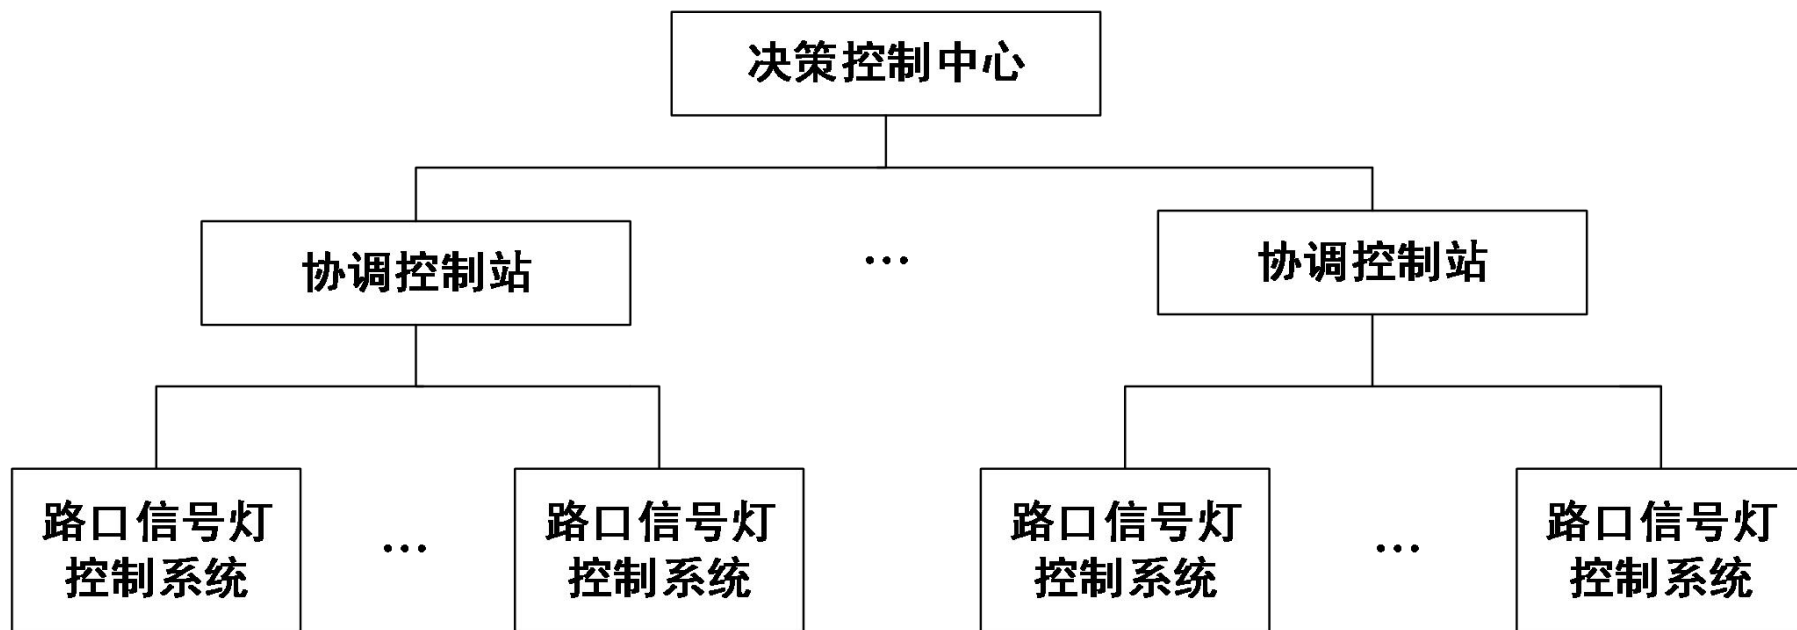 决策控制中心
协调控制站
…
协调控制站
路口信号灯
控制系统
…
路口信号灯
控制系统
路口信号灯
控制系统
…
路口信号灯
控制系统